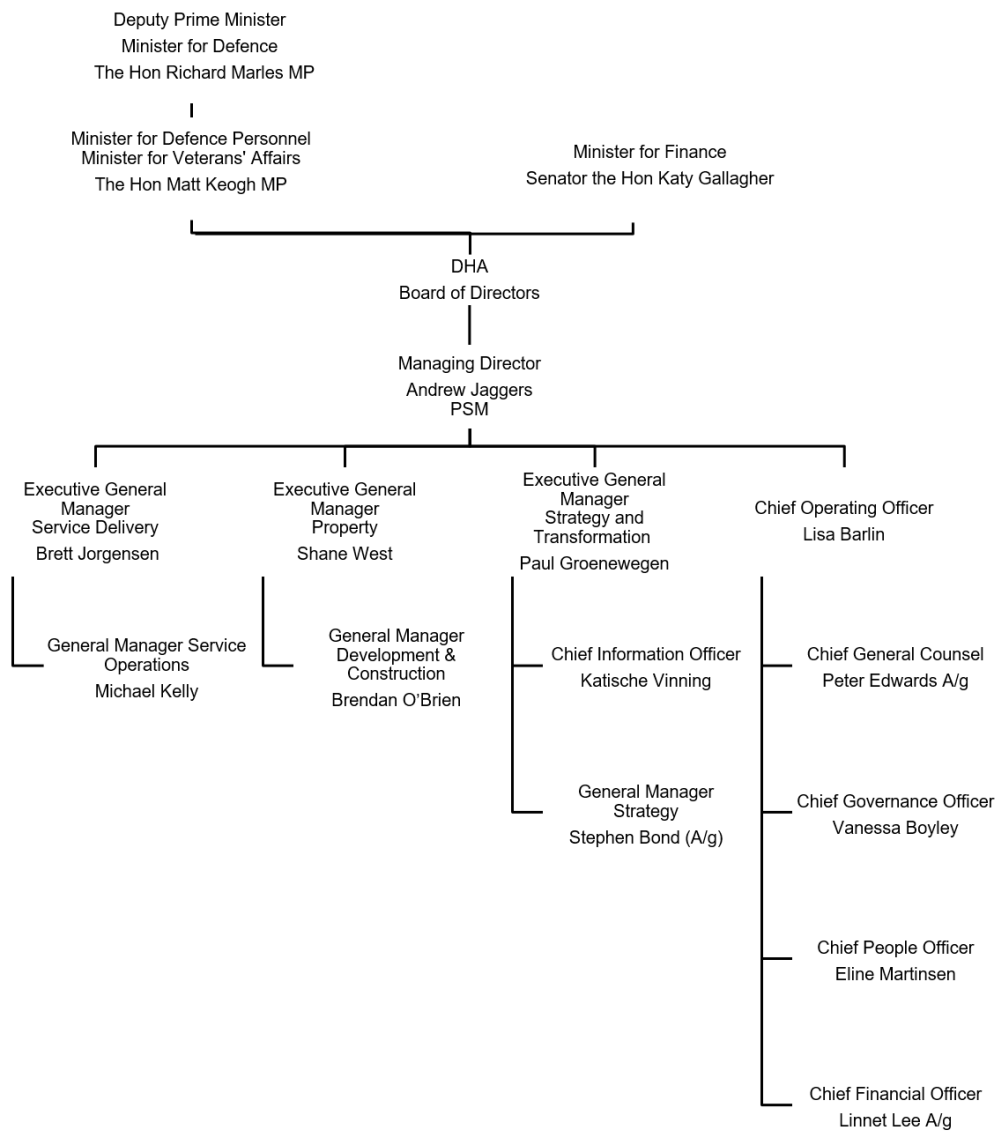 Deputy Prime Minister
Minister for Defence
The Hon Richard Marles MP
Minister for Defence Personnel
Minister for Veterans' Affairs
The Hon Matt Keogh MP
Minister for Finance
Senator the Hon Katy Gallagher
DHA
Board of Directors
Managing Director
Andrew Jaggers
PSM
Executive General
Manager
Service Delivery
Brett Jorgensen
Executive General
Manager
Property
Shane West
Executive General
Manager
Strategy and
Transformation
Paul Groenewegen
Chief Operating Officer
Lisa Barlin
General Manager Service
Operations
Michael Kelly
General Manager
Development &
Construction
Brendan O’Brien
Chief Information Officer
Katische Vinning
Chief General Counsel
Peter Edwards A/g
General Manager
Strategy
Stephen Bond (A/g)
Chief Governance Officer
Vanessa Boyley
Chief People Officer
Eline Martinsen
Chief Financial Officer
Linnet Lee A/g